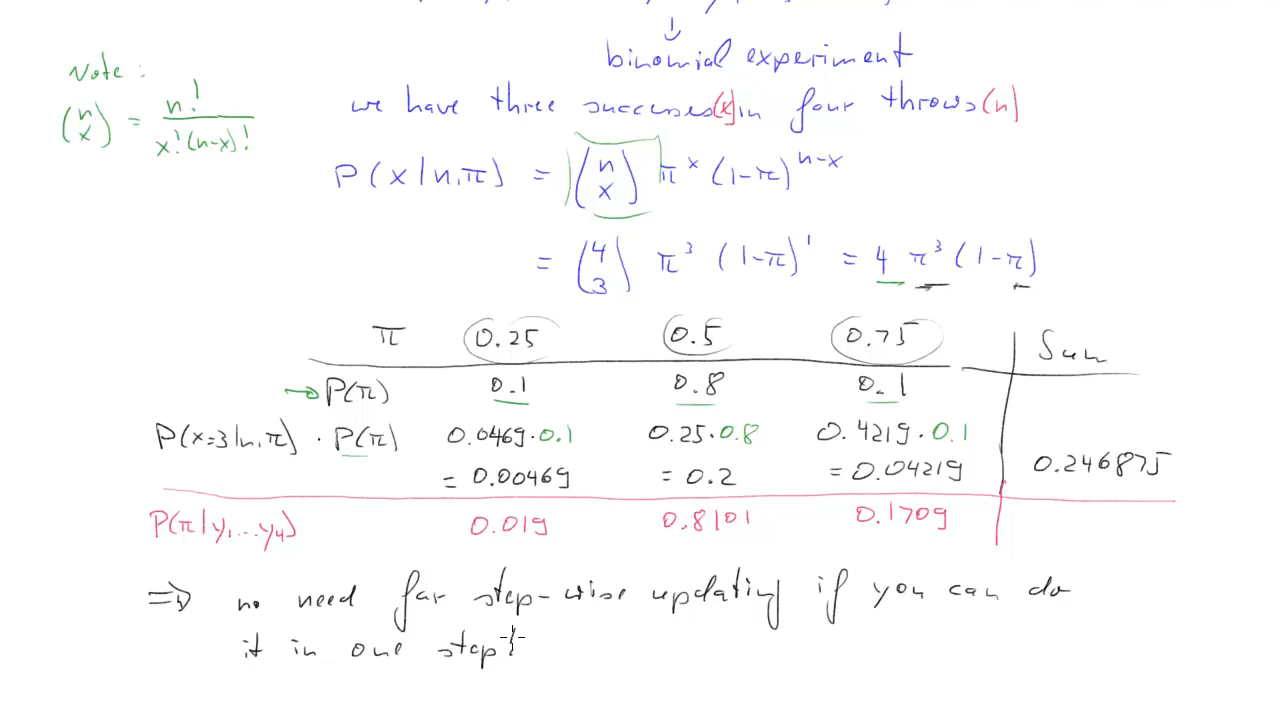 binomial experiment
Note:
(n x) = n! / x!(n-x)!
we have three successes(x) in four throws (n)
P(x|n,π) = (n x) π^x (1-π)^n-x
= (4 3) π^3 (1-π)^1 = 4 π^3 (1-π)
π 0.25 0.5 0.75 Sum
→ P(π) 0.1 0.8 0.1
P(x=3|n,π) · P(π) 0.0469·0.1 0.25·0.8 0.4219·0.1
= 0.00469 = 0.2 = 0.04219 0.246875
P(π|y1...y4) 0.019 0.8101 0.1709
⇒ no need for step-wise updating if you can do
it in one step!